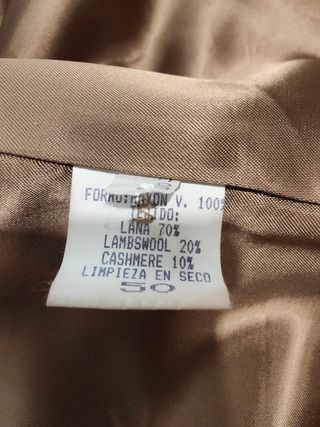 FORRO: RAYON V. 100%
TEJIDO:
LANA 70%
LAMBSWOOL 20%
CASHMERE 10%
LIMPIEZA EN SECO
50